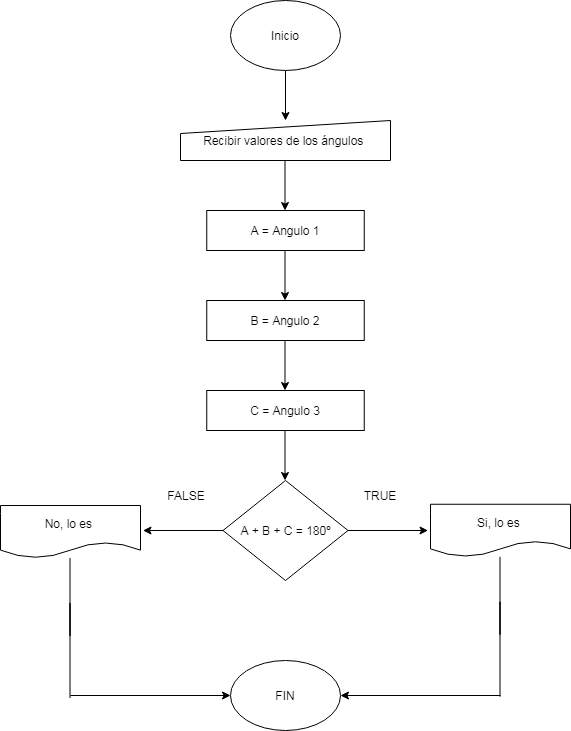 Inicio
Recibir valores de los ángulos
A = Angulo 1
B = Angulo 2
C = Angulo 3
FALSE
TRUE
No, lo es
A + B + C = 180º
Si, lo es
FIN